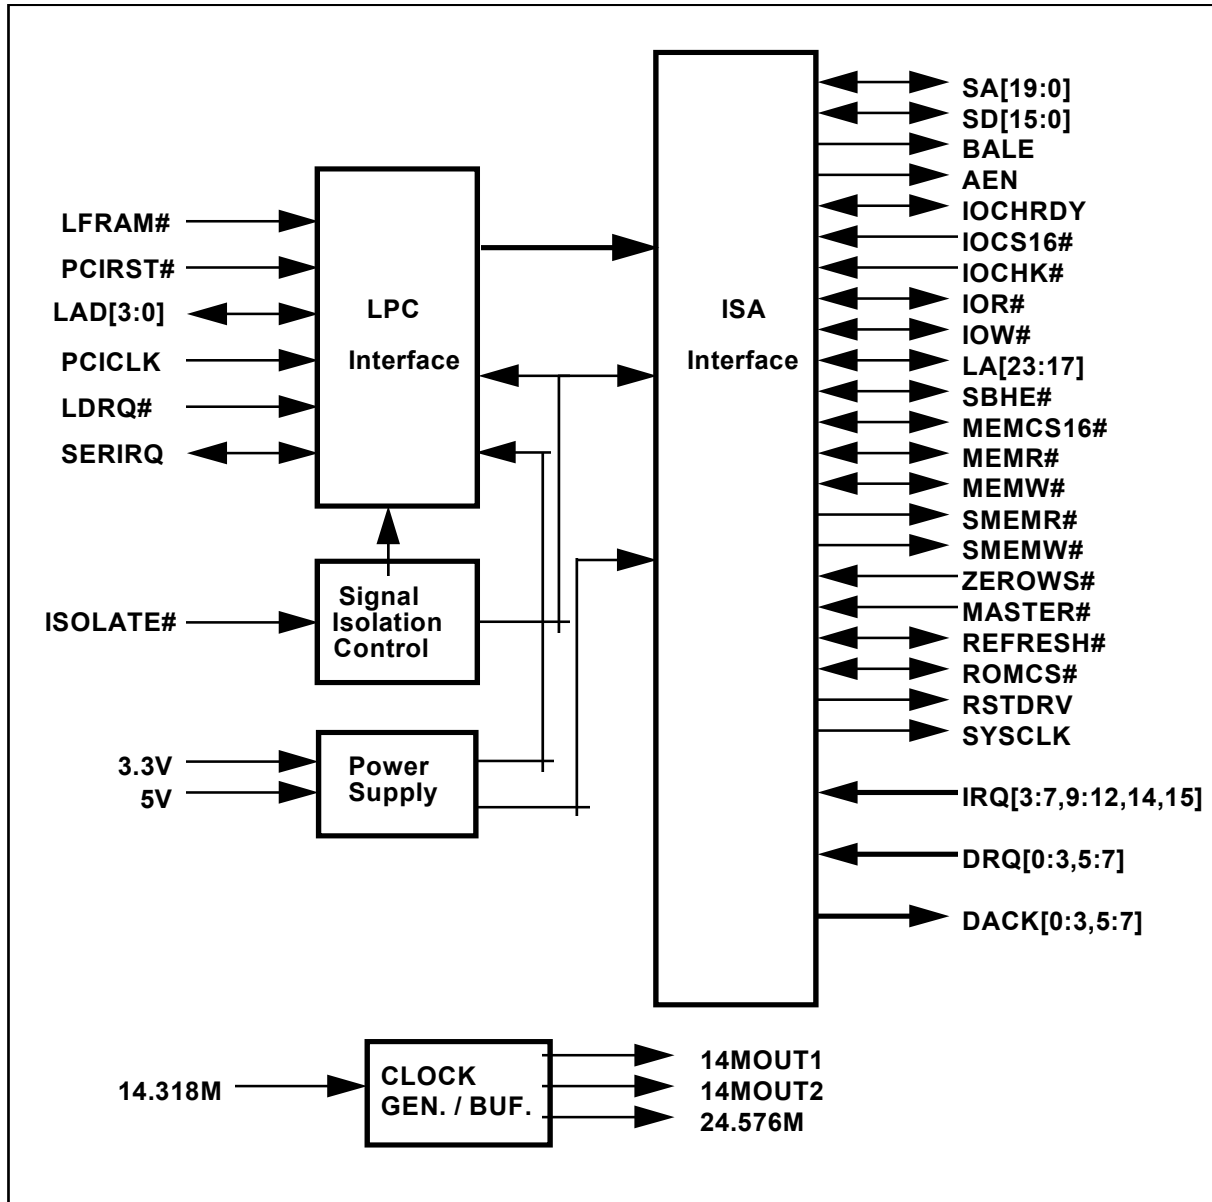 LFRAM#
PCIRST#
LAD[3:0]
PCICLK
LDRQ#
SERIRQ
LPC
Interface
ISOLATE#
Signal
Isolation
Control
3.3V
5V
Power
Supply
ISA
Interface
SA[19:0]
SD[15:0]
BALE
AEN
IOCHRDY
IOCS16#
IOCHK#
IOR#
IOW#
LA[23:17]
SBHE#
MEMCS16#
MEMR#
MEMW#
SMEMR#
SMEMW#
ZEROWS#
MASTER#
REFRESH#
ROMCS#
RSTDRV
SYSCLK
IRQ[3:7,9:12,14,15]
DRQ[0:3,5:7]
DACK[0:3,5:7]
14.318M
CLOCK
GEN. / BUF.
14MOUT1
14MOUT2
24.576M